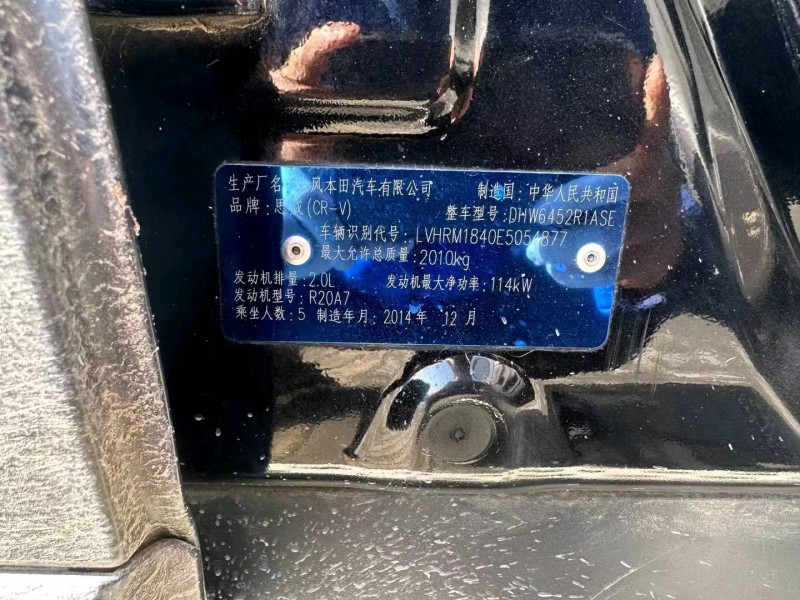 生产厂名 风本田汽车有限公司 制造国：中华人民共和国
品牌：思威(CR-V) 整车型号：DHW6452R1ASE
车辆识别代号：LVHRM1840E5054877
最大允许总质量：2010kg
发动机排量：2.0L 发动机最大净功率：114kW
发动机型号：R20A7
乘坐人数：5 制造年月：2014年 12月